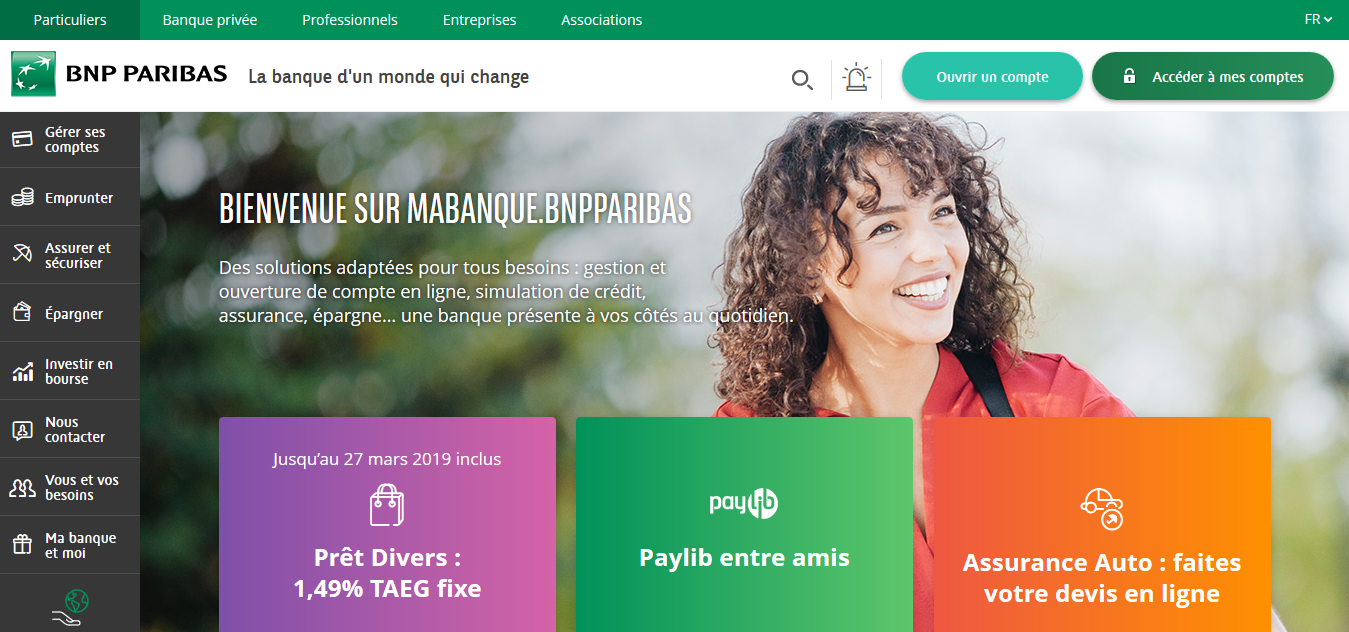 Particuliers
Banque privée
Professionnels
Entreprises
Associations
FR
BNP PARIBAS
La banque d'un monde qui change
Ouvrir un compte
Accéder à mes comptes
Gérer ses
comptes
Emprunter
Assurer et
sécuriser
Épargner
Investir en
bourse
Nous
contacter
Vous et vos
besoins
Ma banque
et moi
BIENVENUE SUR MABANQUE.BNPPARIBAS
Des solutions adaptées pour tous besoins : gestion et
ouverture de compte en ligne, simulation de crédit,
assurance, épargne... une banque présente à vos côtés au quotidien.
Jusqu'au 27 mars 2019 inclus
Prêt Divers :
1,49% TAEG fixe
paylib
Paylib entre amis
Assurance Auto : faites
votre devis en ligne